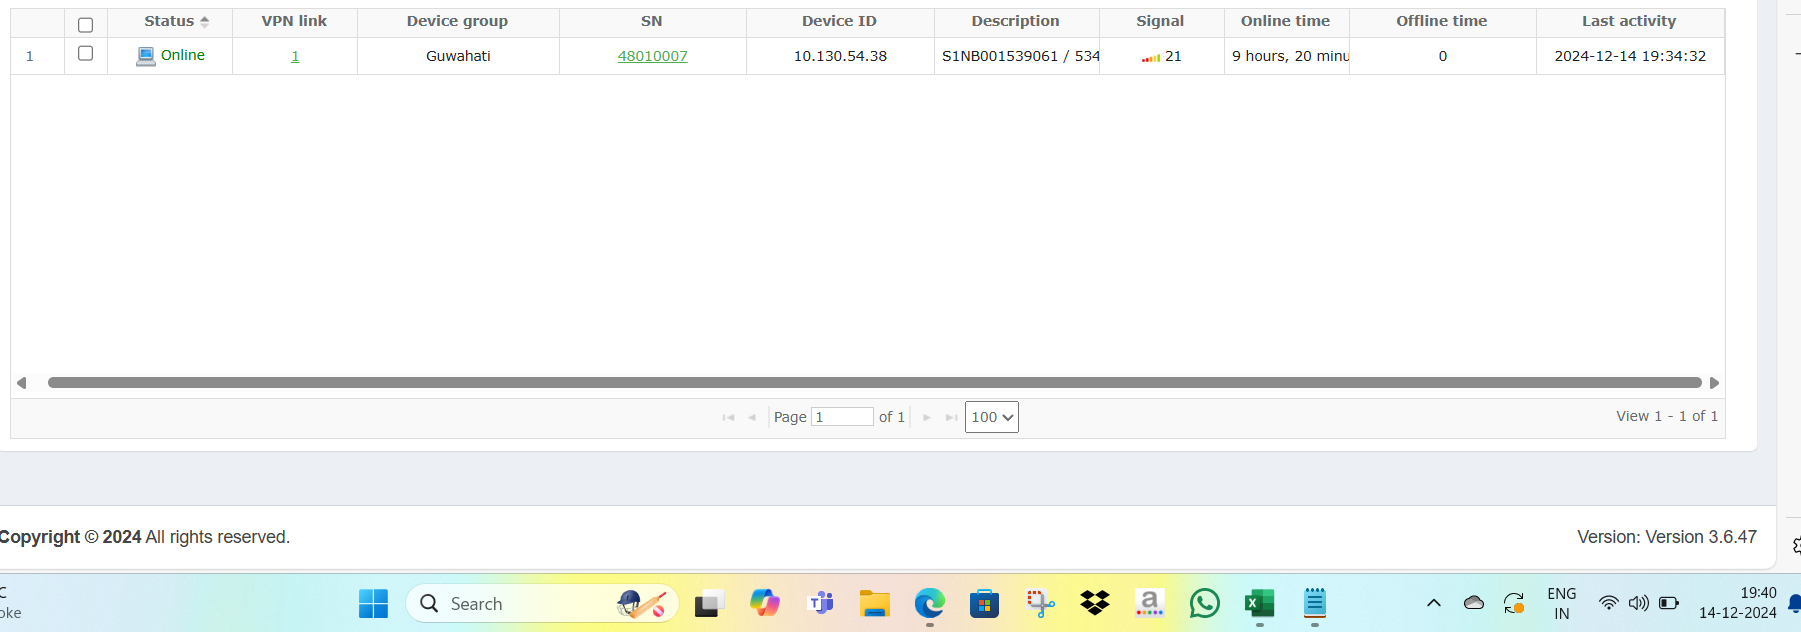 Status VPN link Device group SN Device ID Description Signal Online time Offline time Last activity
1 Online 1 Guwahati 48010007 10.130.54.38 S1NB001539061 / 534 21 9 hours, 20 minu 0 2024-12-14 19:34:32
Page 1 of 1 100 View 1 - 1 of 1
Copyright © 2024 All rights reserved. Version: Version 3.6.47
C
oke
Search
ENG
IN
19:40
14-12-2024